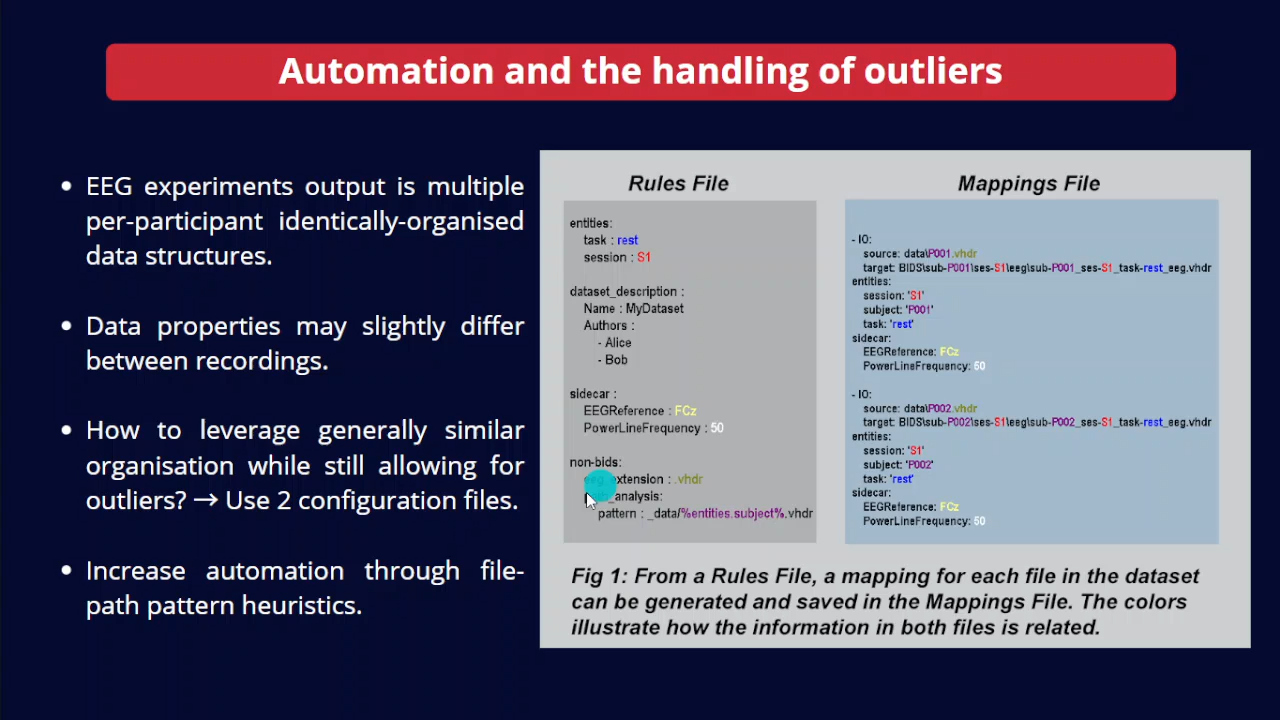 Automation and the handling of outliers
• EEG experiments output is multiple
per-participant identically-organised
data structures.
• Data properties may slightly differ
between recordings.
• How to leverage generally similar
organisation while still allowing for
outliers? → Use 2 configuration files.
• Increase automation through file-
path pattern heuristics.
Rules File
entities:
task : rest
session : S1
dataset_description :
Name : MyDataset
Authors :
- Alice
- Bob
sidecar :
EEGReference : FCz
PowerLineFrequency : 50
non-bids:
eeg_extension : .vhdr
_analysis:
pattern : _data/%entities.subject%.vhdr
Mappings File
- IO:
source: data\P001.vhdr
target: BIDS\sub-P001\ses-S1\eeg\sub-P001_ses-S1_task-rest_eeg.vhdr
entities:
session: 'S1'
subject: 'P001'
task: 'rest'
sidecar:
EEGReference: FCz
PowerLineFrequency: 50
- IO:
source: data\P002.vhdr
target: BIDS\sub-P002\ses-S1\eeg\sub-P002_ses-S1_task-rest_eeg.vhdr
entities:
session: 'S1'
subject: 'P002'
task: 'rest'
sidecar:
EEGReference: FCz
PowerLineFrequency: 50
Fig 1: From a Rules File, a mapping for each file in the dataset
can be generated and saved in the Mappings File. The colors
illustrate how the information in both files is related.